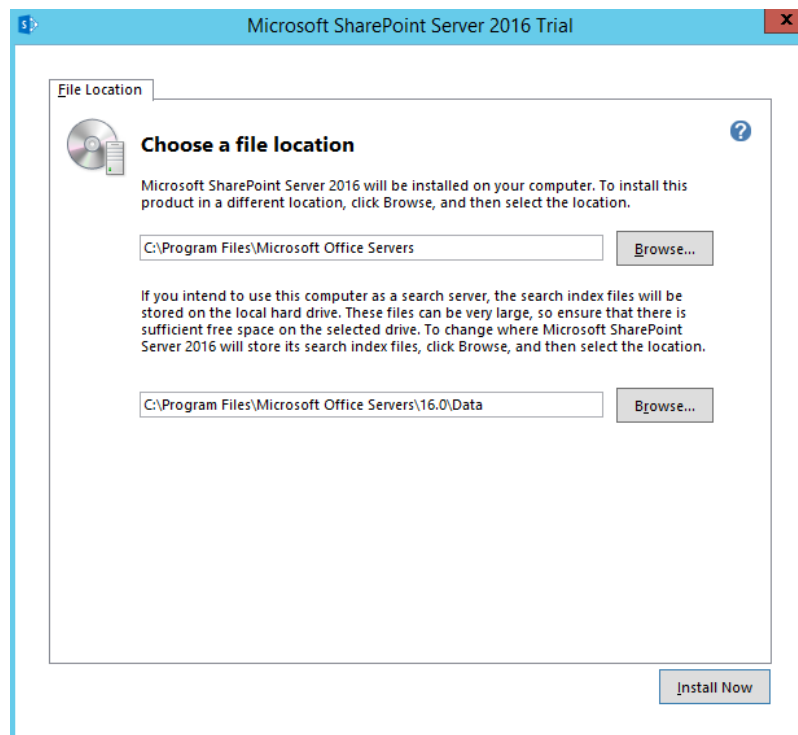 Microsoft SharePoint Server 2016 Trial
File Location
Choose a file location
Microsoft SharePoint Server 2016 will be installed on your computer. To install this
product in a different location, click Browse, and then select the location.
C:\Program Files\Microsoft Office Servers
Browse...
If you intend to use this computer as a search server, the search index files will be
stored on the local hard drive. These files can be very large, so ensure that there is
sufficient free space on the selected drive. To change where Microsoft SharePoint
Server 2016 will store its search index files, click Browse, and then select the location.
C:\Program Files\Microsoft Office Servers\16.0\Data
Browse...
Install Now